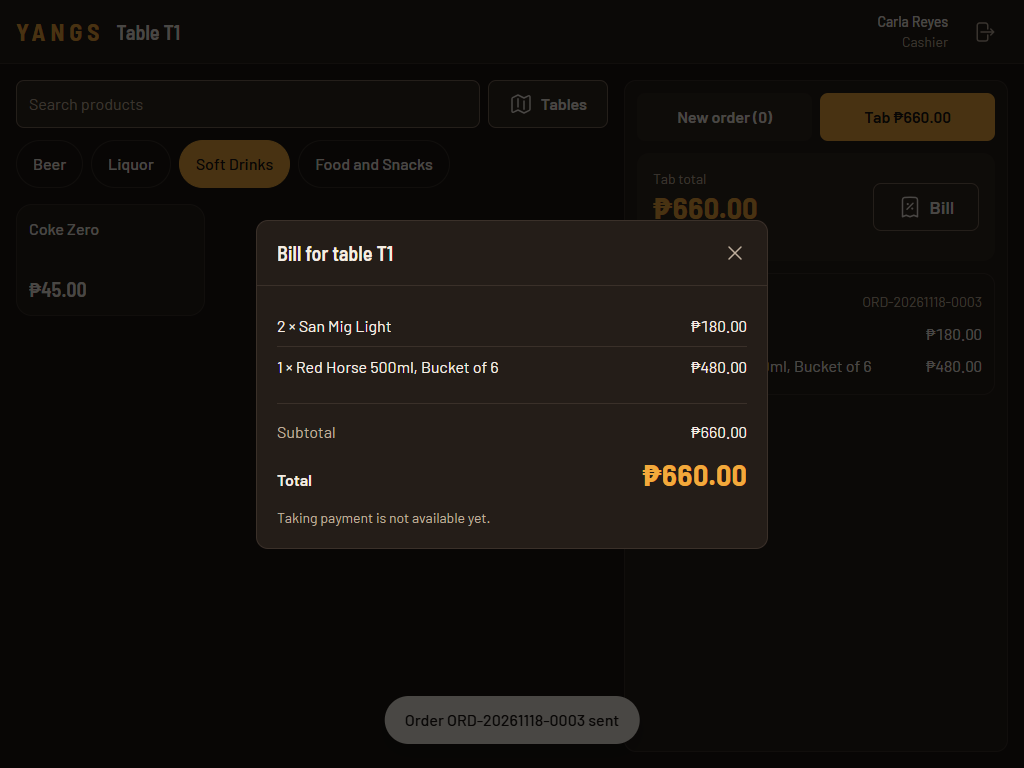 YANGS Table T1
Carla Reyes
Cashier
Search products
Tables
New order (0)
Tab ₱660.00
Beer
Liquor
Soft Drinks
Food and Snacks
Tab total
₱660.00
Bill
Coke Zero
₱45.00
ORD-20261118-0003
₱180.00
ml, Bucket of 6 ₱480.00
Bill for table T1
2 × San Mig Light ₱180.00
1 × Red Horse 500ml, Bucket of 6 ₱480.00
Subtotal ₱660.00
Total ₱660.00
Taking payment is not available yet.
Order ORD-20261118-0003 sent